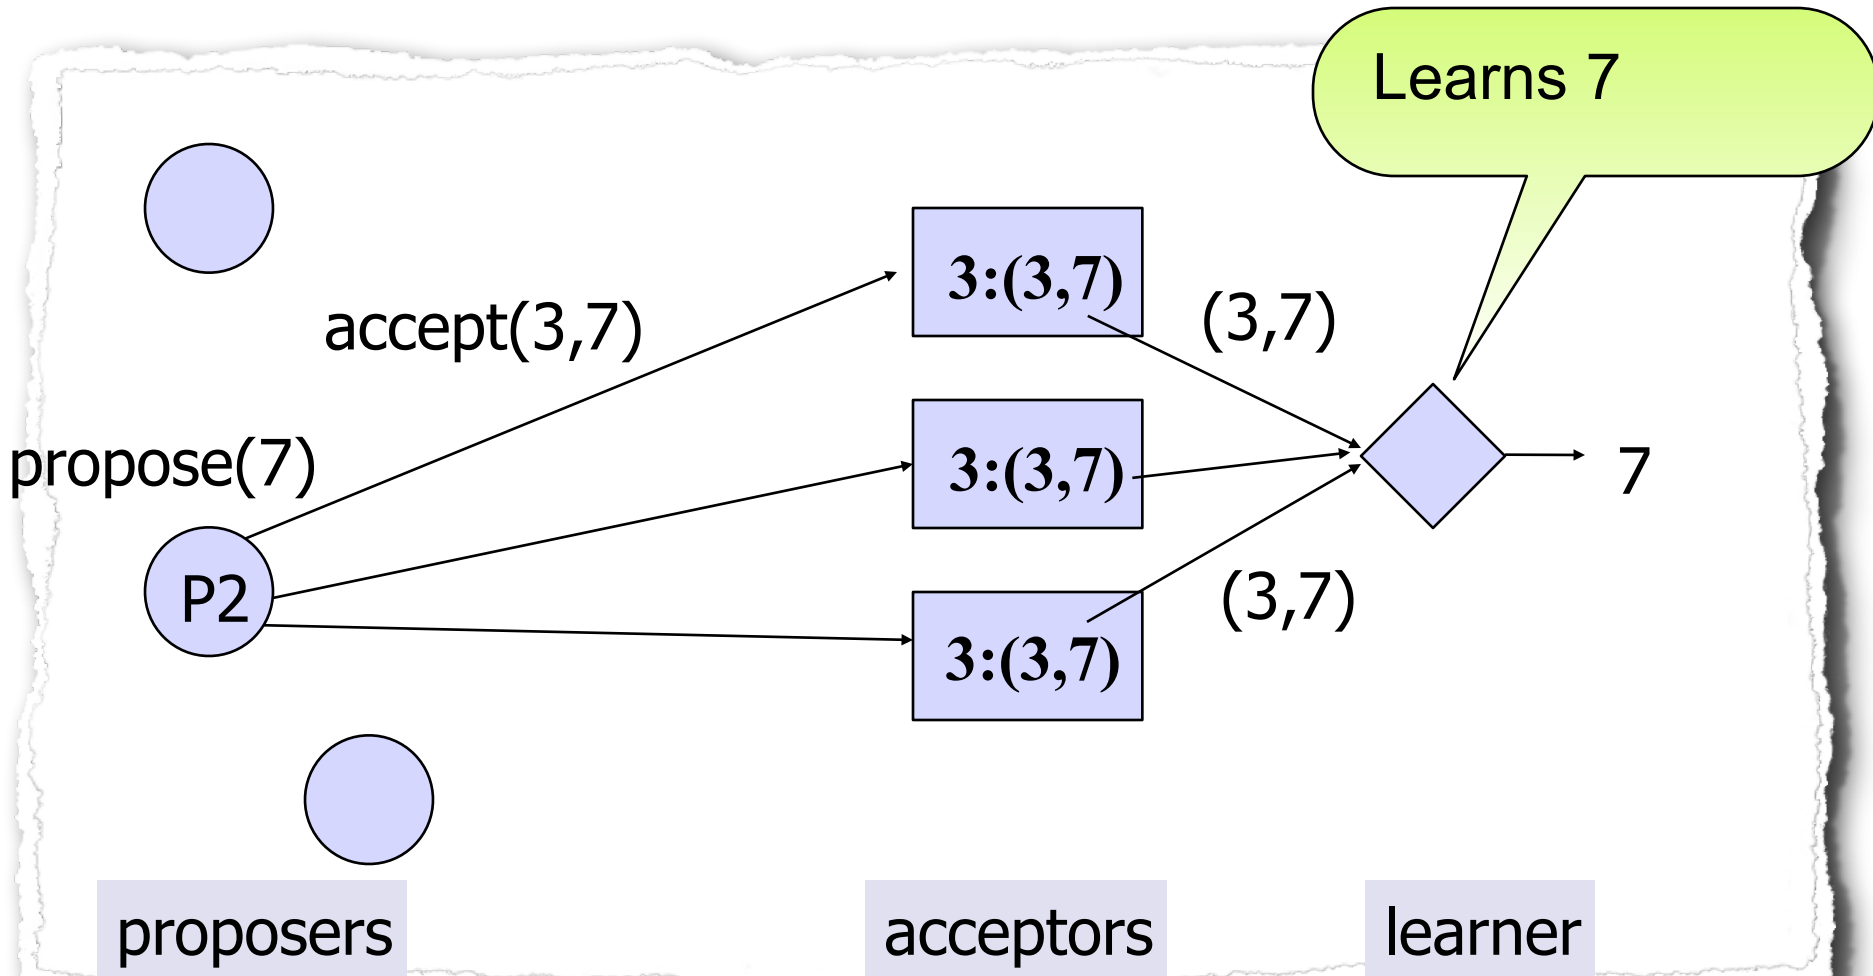 Learns 7
3:(3,7)
(3,7)
accept(3,7)
propose(7)
3:(3,7)
7
P2
(3,7)
3:(3,7)
proposers
acceptors
learner